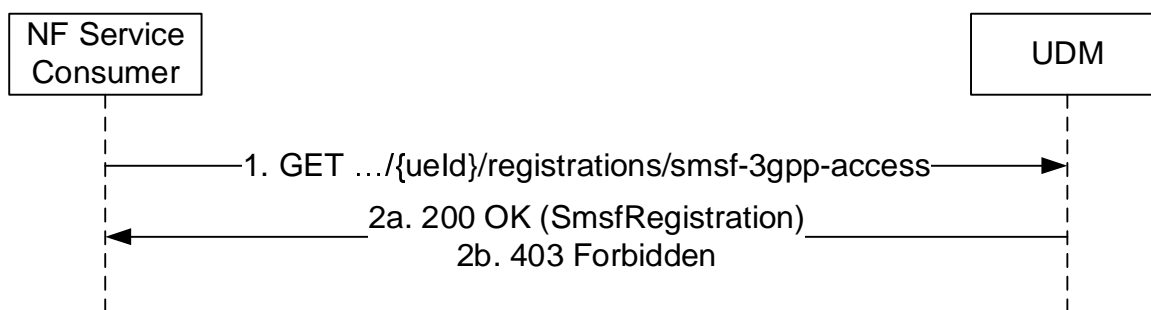 NF Service
Consumer
UDM
1. GET …/{ueId}/registrations/smsf-3gpp-access
2a. 200 OK (SmsfRegistration)
2b. 403 Forbidden